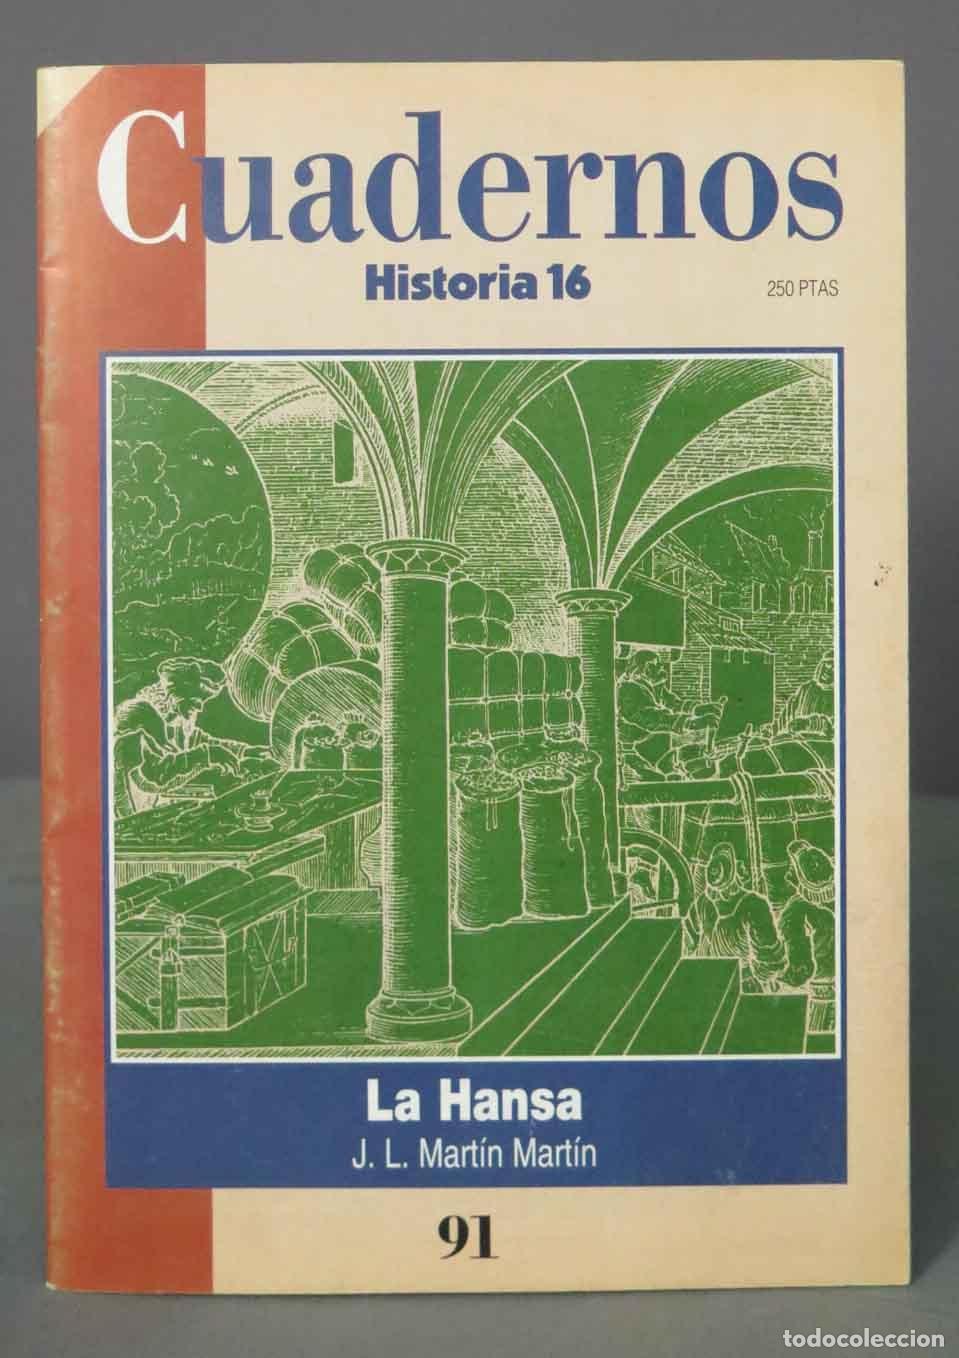 Cuadernos
Historia 16
250 PTAS
La Hansa
J. L. Martín Martín
91
todocoleccion